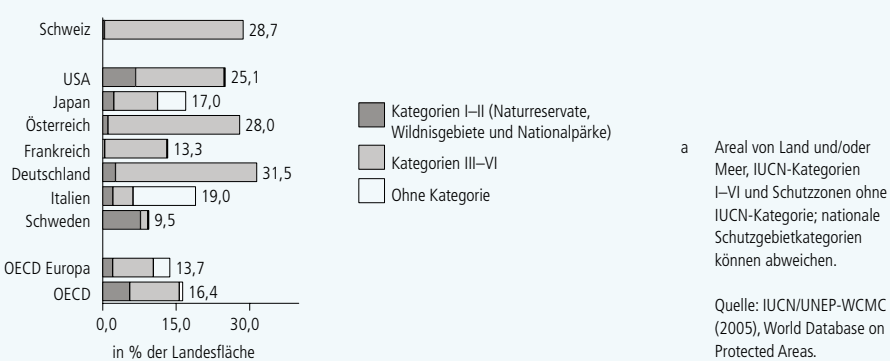 Schweiz 28,7
USA 25,1
Japan 17,0
Österreich 28,0
Frankreich 13,3
Deutschland 31,5
Italien 19,0
Schweden 9,5
OECD Europa 13,7
OECD 16,4
0,0 15,0 30,0
in % der Landesfläche
Kategorien I–II (Naturreservate,
Wildnisgebiete und Nationalpärke)
Kategorien III–VI
Ohne Kategorie
a Areal von Land und/oder
Meer, IUCN-Kategorien
I–VI und Schutzzonen ohne
IUCN-Kategorie; nationale
Schutzgebietkategorien
können abweichen.
Quelle: IUCN/UNEP-WCMC
(2005), World Database on
Protected Areas.